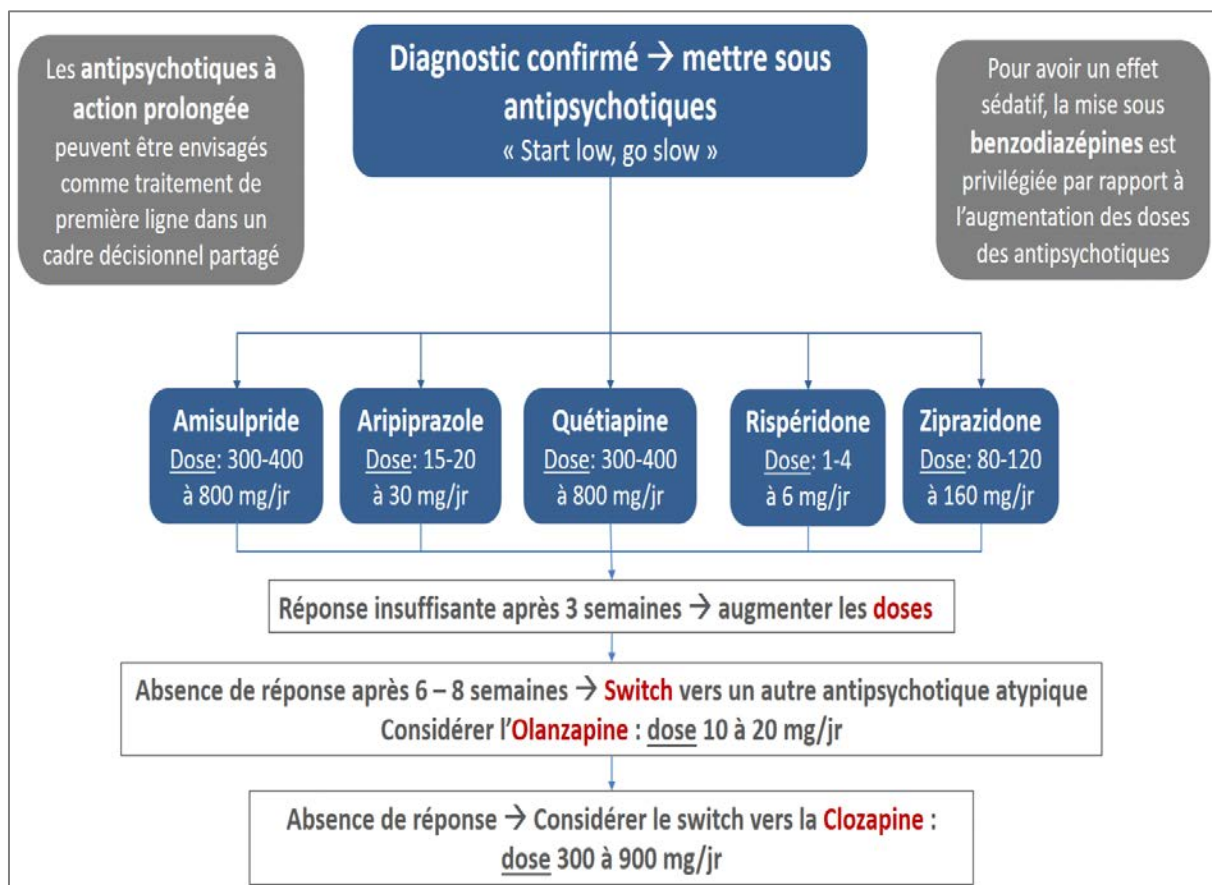 Les antipsychotiques à
action prolongée
peuvent être envisagés
comme traitement de
première ligne dans un
cadre décisionnel partagé
Diagnostic confirmé → mettre sous
antipsychotiques
« Start low, go slow »
Pour avoir un effet
sédatif, la mise sous
benzodiazépines est
privilégiée par rapport à
l'augmentation des doses
des antipsychotiques
Amisulpride
Dose: 300-400
à 800 mg/jr
Aripiprazole
Dose: 15-20
à 30 mg/jr
Quétiapine
Dose: 300-400
à 800 mg/jr
Rispéridone
Dose: 1-4
à 6 mg/jr
Ziprazidone
Dose: 80-120
à 160 mg/jr
Réponse insuffisante après 3 semaines → augmenter les doses
Absence de réponse après 6 – 8 semaines → Switch vers un autre antipsychotique atypique
Considérer l'Olanzapine : dose 10 à 20 mg/jr
Absence de réponse → Considérer le switch vers la Clozapine :
dose 300 à 900 mg/jr